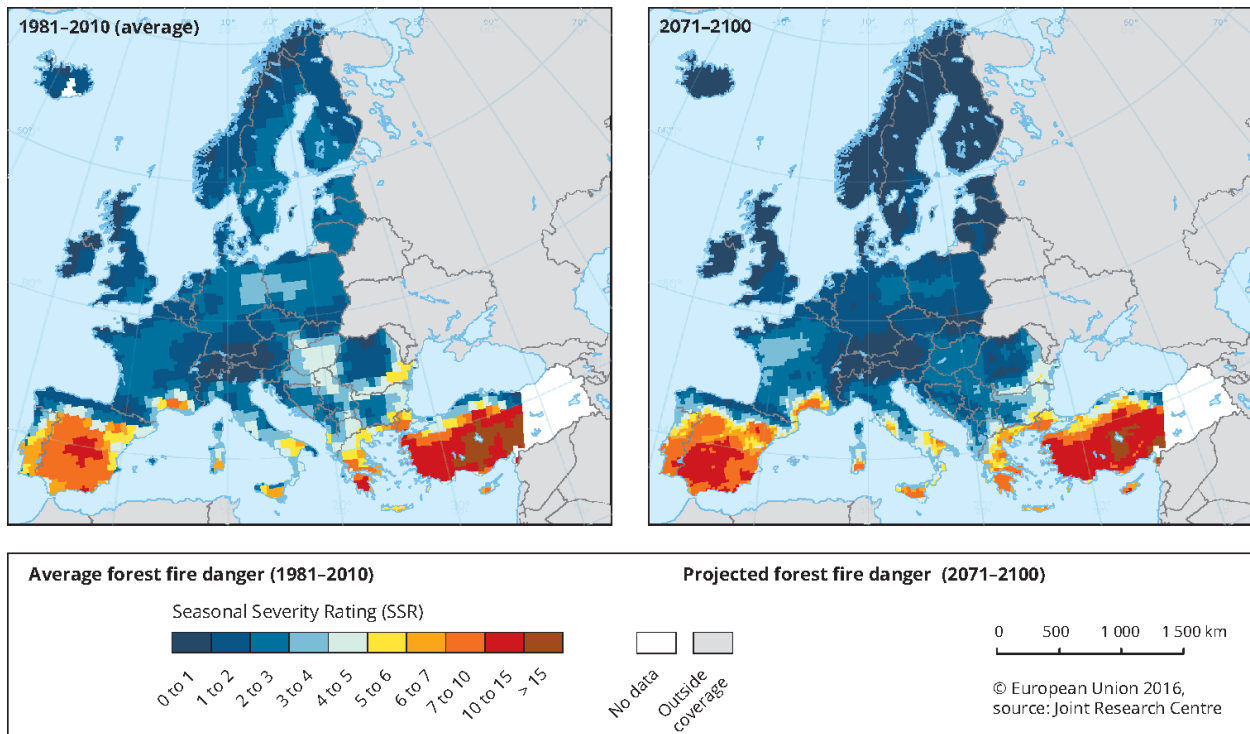 1981–2010 (average)
2071–2100
Average forest fire danger (1981–2010)
Projected forest fire danger (2071–2100)
Seasonal Severity Rating (SSR)
0 to 1
1 to 2
2 to 3
3 to 4
4 to 5
5 to 6
6 to 7
7 to 10
10 to 15
> 15
No data
Outside
coverage
0 500 1 000 1 500 km
© European Union 2016,
source: Joint Research Centre